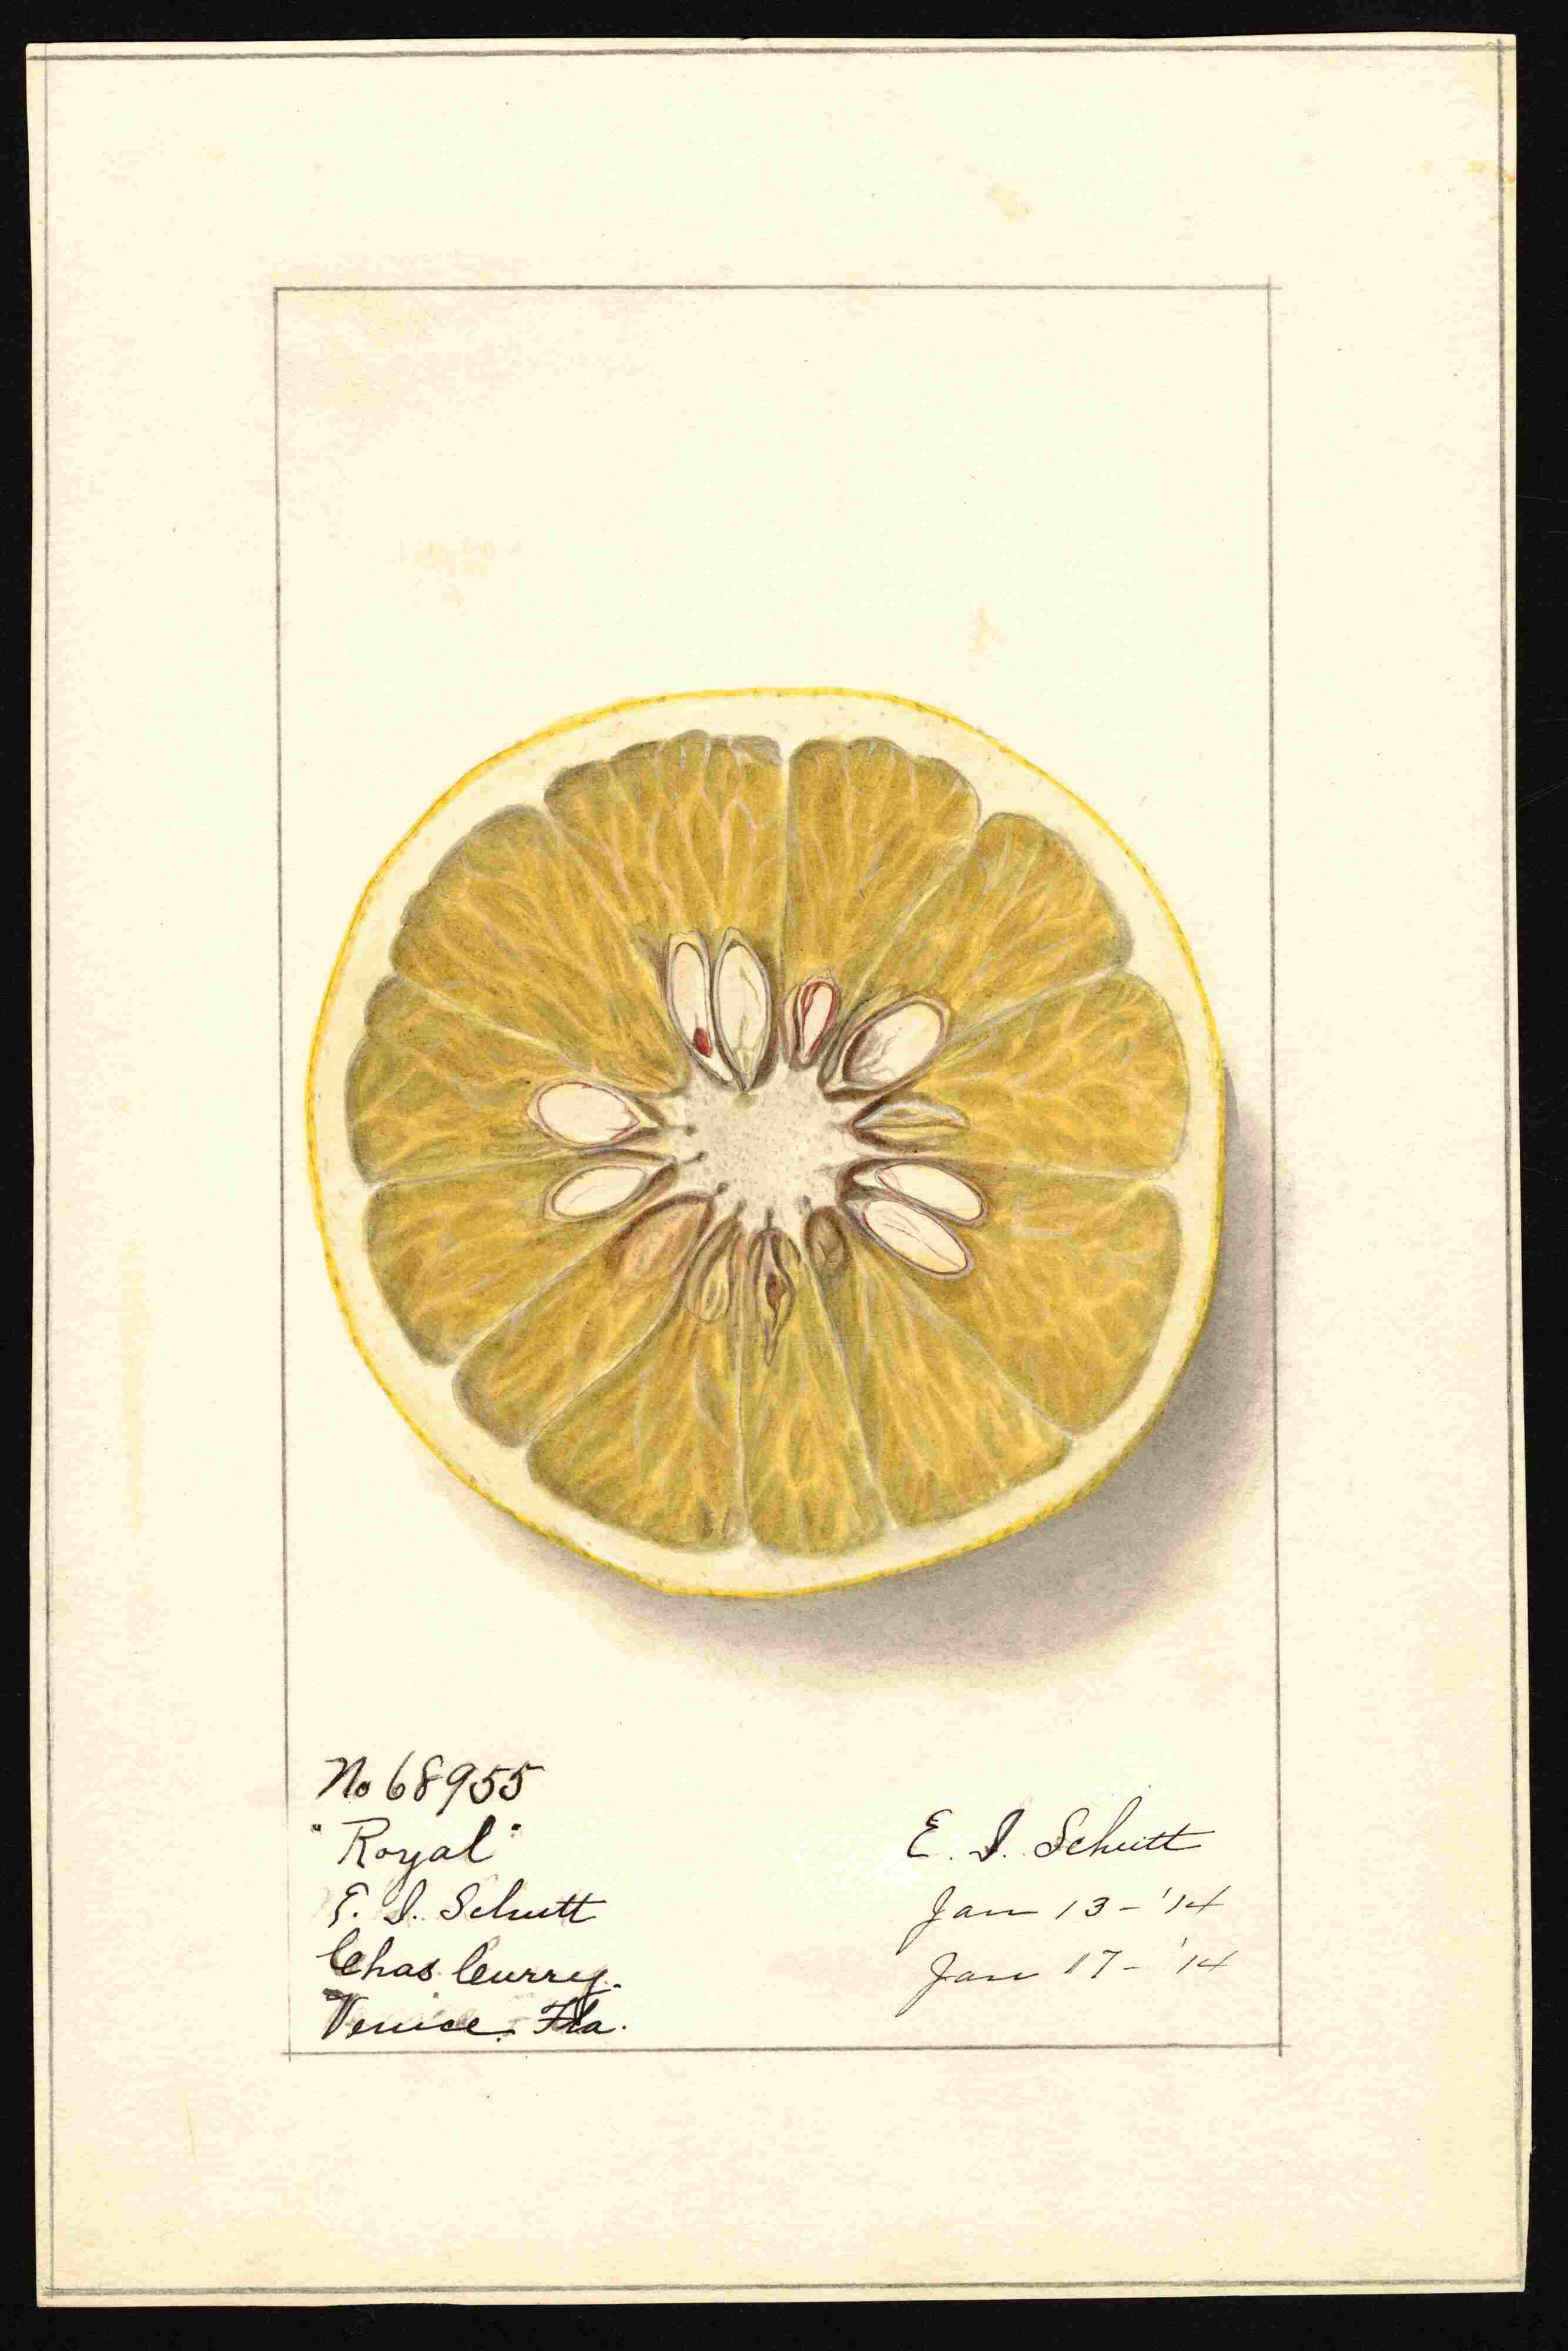 No 68955
"Royal"
E. I. Schutt
Chas Curry.
Venice. Fla.
E. I. Schutt
Jan 13-'14
Jan 17-'14